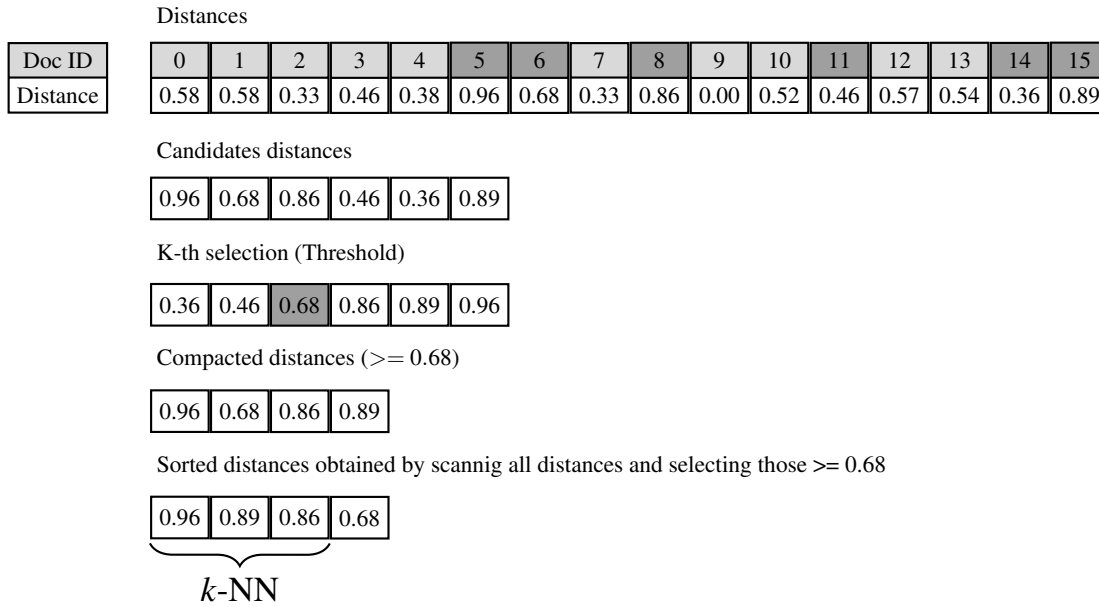 Distances
Doc ID 0 1 2 3 4 5 6 7 8 9 10 11 12 13 14 15
Distance 0.58 0.58 0.33 0.46 0.38 0.96 0.68 0.33 0.86 0.00 0.52 0.46 0.57 0.54 0.36 0.89
Candidates distances
0.96 0.68 0.86 0.46 0.36 0.89
K-th selection (Threshold)
0.36 0.46 0.68 0.86 0.89 0.96
Compacted distances (>= 0.68)
0.96 0.68 0.86 0.89
Sorted distances obtained by scannig all distances and selecting those >= 0.68
0.96 0.89 0.86 0.68
k-NN